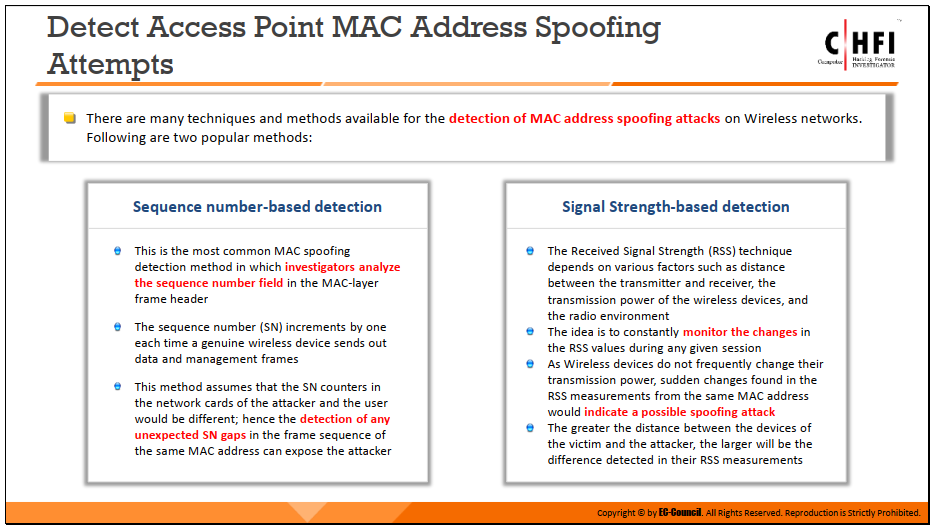 Detect Access Point MAC Address Spoofing
Attempts
CHFI
Computer Hacking Forensic
INVESTIGATOR
There are many techniques and methods available for the detection of MAC address spoofing attacks on Wireless networks.
Following are two popular methods:
Sequence number-based detection
This is the most common MAC spoofing
detection method in which investigators analyze
the sequence number field in the MAC-layer
frame header
The sequence number (SN) increments by one
each time a genuine wireless device sends out
data and management frames
This method assumes that the SN counters in
the network cards of the attacker and the user
would be different; hence the detection of any
unexpected SN gaps in the frame sequence of
the same MAC address can expose the attacker
Signal Strength-based detection
The Received Signal Strength (RSS) technique
depends on various factors such as distance
between the transmitter and receiver, the
transmission power of the wireless devices, and
the radio environment
The idea is to constantly monitor the changes in
the RSS values during any given session
As Wireless devices do not frequently change their
transmission power, sudden changes found in the
RSS measurements from the same MAC address
would indicate a possible spoofing attack
The greater the distance between the devices of
the victim and the attacker, the larger will be the
difference detected in their RSS measurements
Copyright © by EC-Council. All Rights Reserved. Reproduction is Strictly Prohibited.